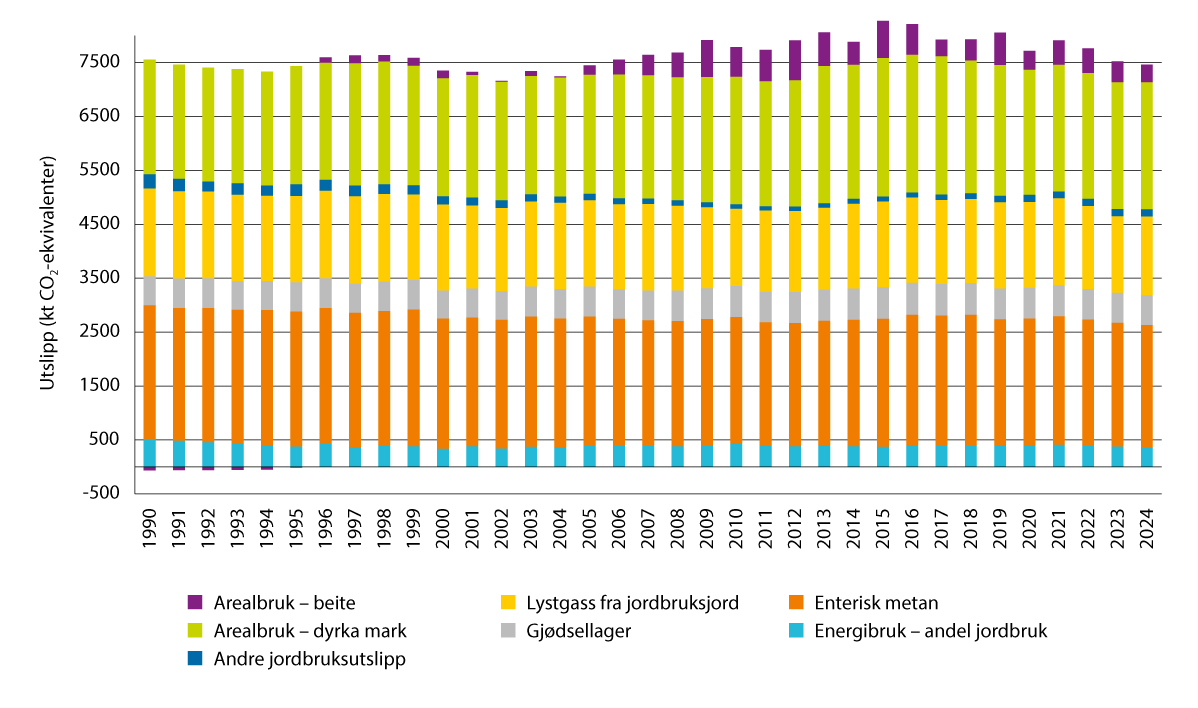 Utslipp (kt CO₂-ekvivalenter)
7500
6500
5500
4500
3500
2500
1500
500
-500
1990 1991 1992 1993 1994 1995 1996 1997 1998 1999 2000 2001 2002 2003 2004 2005 2006 2007 2008 2009 2010 2011 2012 2013 2014 2015 2016 2017 2018 2019 2020 2021 2022 2023 2024
Arealbruk – beite
Arealbruk – dyrka mark
Andre jordbruksutslipp
Lystgass fra jordbruksjord
Gjødsellager
Enterisk metan
Energibruk – andel jordbruk